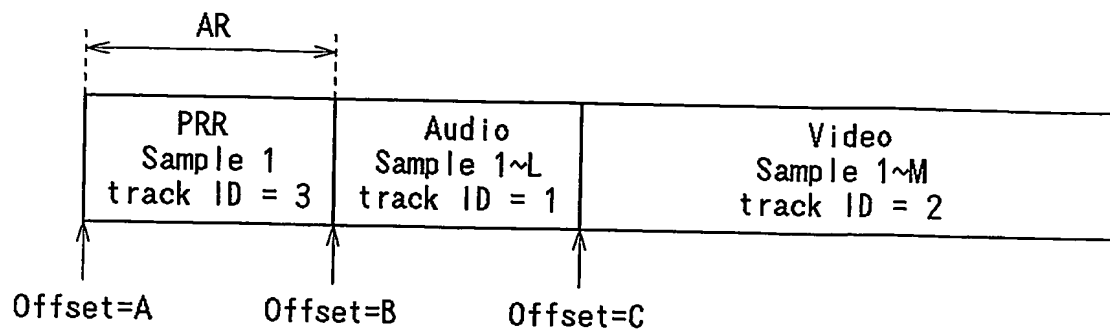 AR
PRR
Sample 1
track ID = 3
Audio
Sample 1~L
track ID = 1
Video
Sample 1~M
track ID = 2
Offset=A
Offset=B
Offset=C